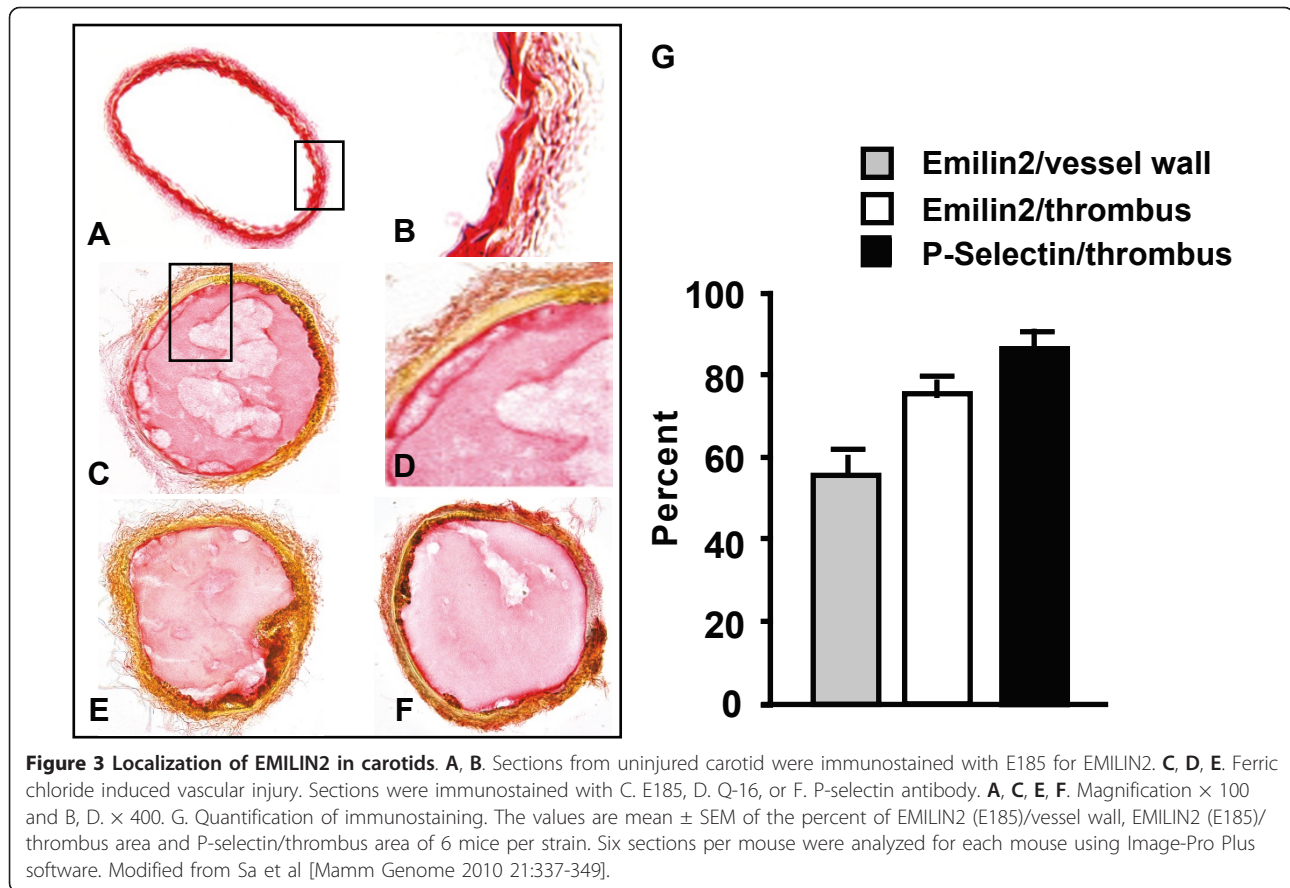 G
A
B
C
D
E
F
Emilin2/vessel wall
Emilin2/thrombus
P-Selectin/thrombus
Percent
100
80
60
40
20
0
Figure 3 Localization of EMILIN2 in carotids. A, B. Sections from uninjured carotid were immunostained with E185 for EMILIN2. C, D, E. Ferric
chloride induced vascular injury. Sections were immunostained with C. E185, D. Q-16, or F. P-selectin antibody. A, C, E, F. Magnification × 100
and B, D. × 400. G. Quantification of immunostaining. The values are mean ± SEM of the percent of EMILIN2 (E185)/vessel wall, EMILIN2 (E185)/
thrombus area and P-selectin/thrombus area of 6 mice per strain. Six sections per mouse were analyzed for each mouse using Image-Pro Plus
software. Modified from Sa et al [Mamm Genome 2010 21:337-349].